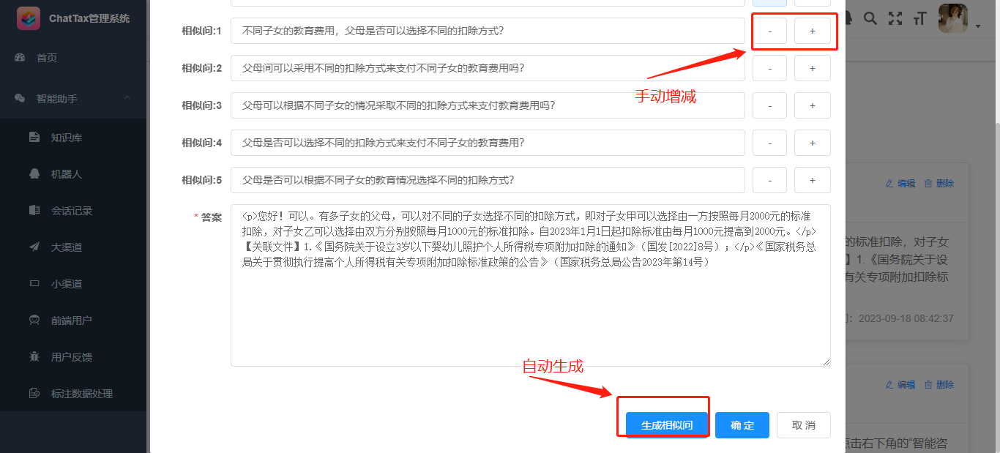 ChatTax管理系统
首页
智能助手
知识库
机器人
会话记录
大渠道
小渠道
前端用户
用户反馈
标注数据处理
相似问:1 不同子女的教育费用，父母是否可以选择不同的扣除方式？ - +
手动增减
相似问:2 父母间可以采用不同的扣除方式来支付不同子女的教育费用吗？ - +
相似问:3 父母可以根据不同子女的情况采取不同的扣除方式来支付教育费用吗？ - +
相似问:4 父母是否可以选择不同的扣除方式来支付不同子女的教育费用？ - +
相似问:5 父母是否可以根据不同子女的教育情况选择不同的扣除方式？ - +
* 答案
<p>您好！可以。有多子女的父母，可以对不同的子女选择不同的扣除方式，即对子女甲可以选择由一方按照每月2000元的标准
扣除，对子女乙可以选择由双方分别按照每月1000元的标准扣除。自2023年1月1日起扣除标准由每月1000元提高到2000元。</p>
【关联文件】1.《国务院关于设立3岁以下婴幼儿照护个人所得税专项附加扣除的通知》（国发[2022]8号）；</p>《国家税务总
局关于贯彻执行提高个人所得税有关专项附加扣除标准政策的公告》（国家税务总局公告2023年第14号）
自动生成
生成相似问 确 定 取 消
编辑 删除
的标准扣除，对子女
】1.《国务院关于设
有关专项附加扣除标
：2023-09-18 08:42:37
编辑 删除
点击右下角的“智能咨